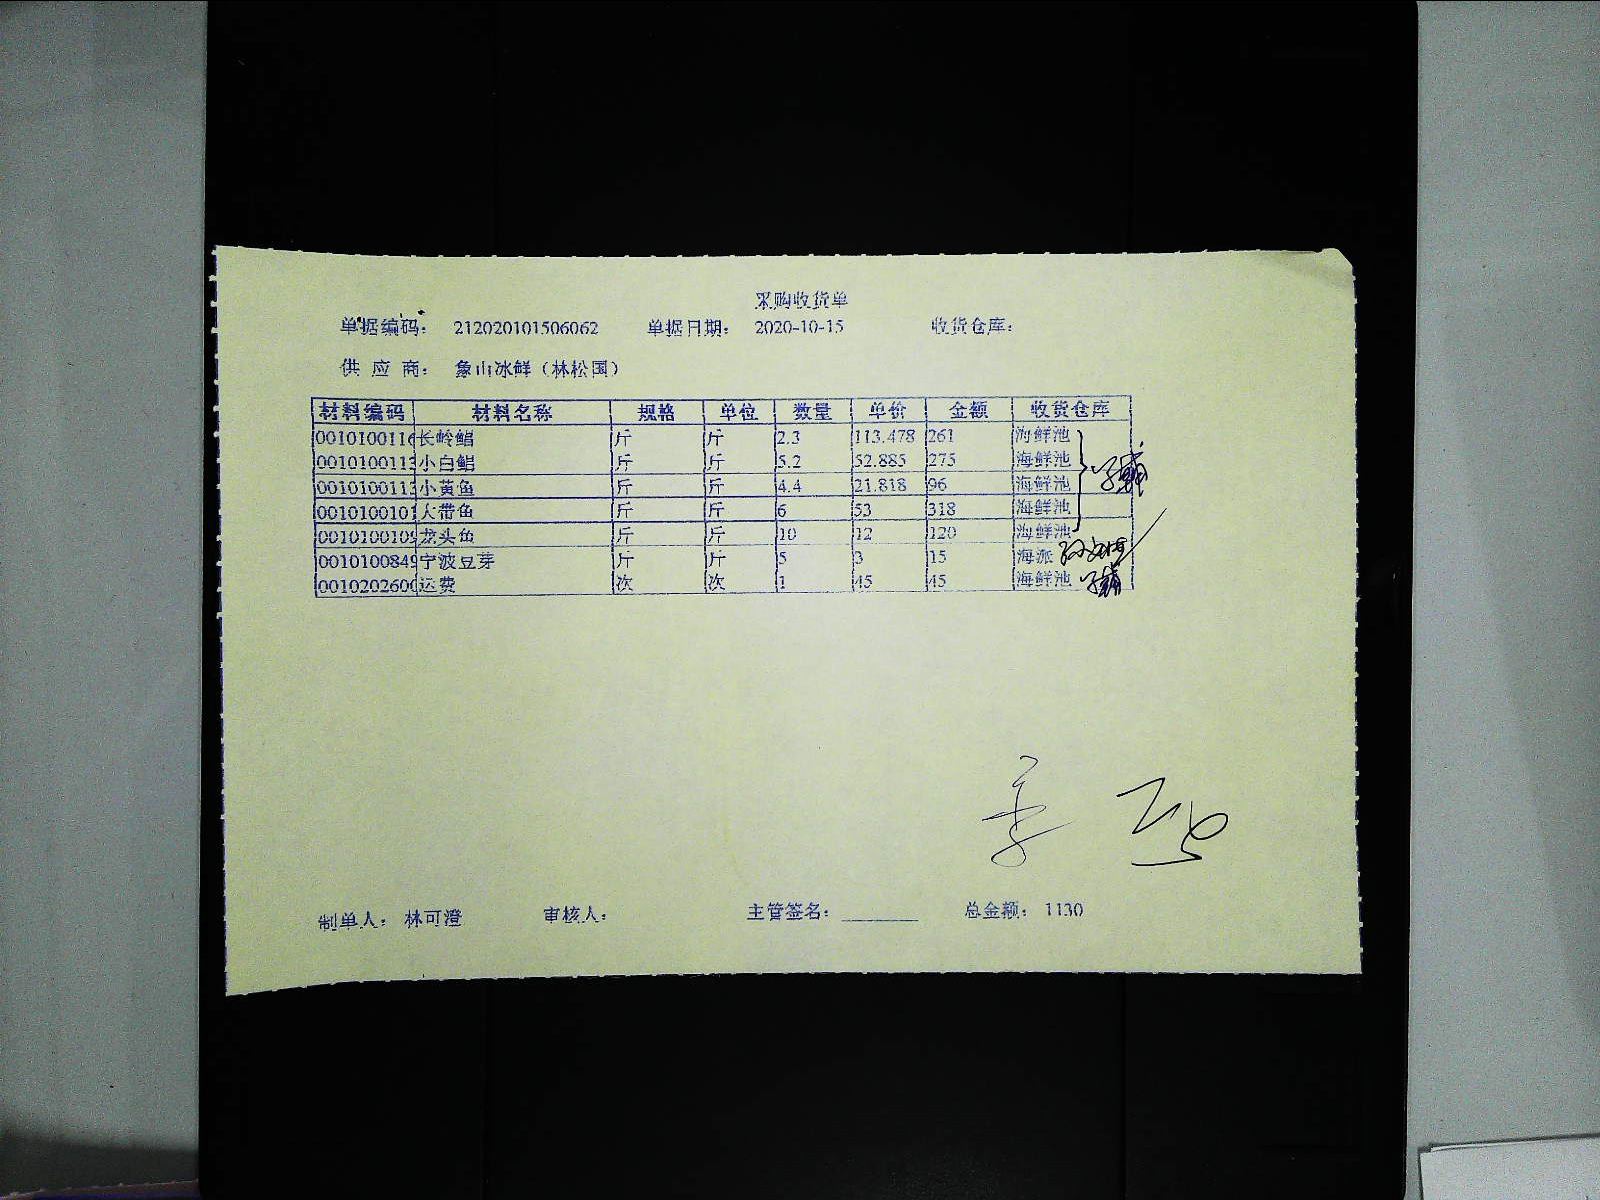 采购收货单
单据编码： 212020101506062 单据日期： 2020-10-15 收货仓库：
供 应 商： 象山冰鲜（林松国）
材料编码 材料名称 规格 单位 数量 单价 金额 收货仓库
0010100116 长岭鲳 斤 斤 2.3 113.478 261 海鲜池
0010100113 小白鲳 斤 斤 5.2 52.885 275 海鲜池
0010100113 小黄鱼 斤 斤 4.4 21.818 96 海鲜池
0010100101 大带鱼 斤 斤 6 53 318 海鲜池
0010100109 龙头鱼 斤 斤 10 12 120 海鲜池
0010100849 宁波豆芽 斤 斤 5 3 15 海派
0010202600 运费 次 次 1 45 45 海鲜池
制单人： 林可澄 审核人： 主管签名： 总金额： 1130